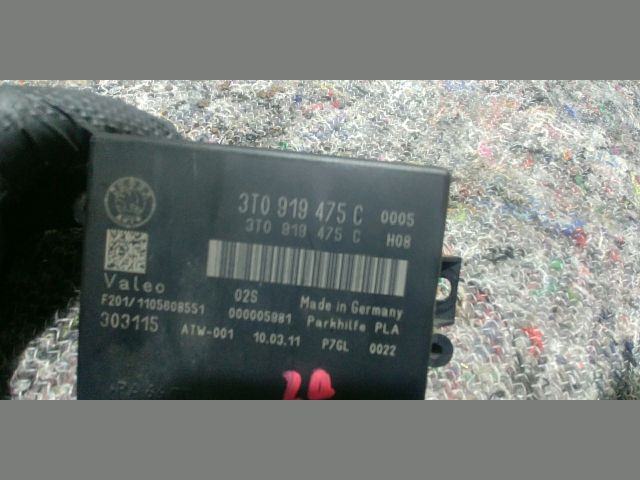 3T0 919 475 C 0005
3T0 919 475 C H08
Valeo
02S Made in Germany
F201/1105608551 000005981 Parkhilfe PLA
303115 ATW-001 10.03.11 P7GL 0022